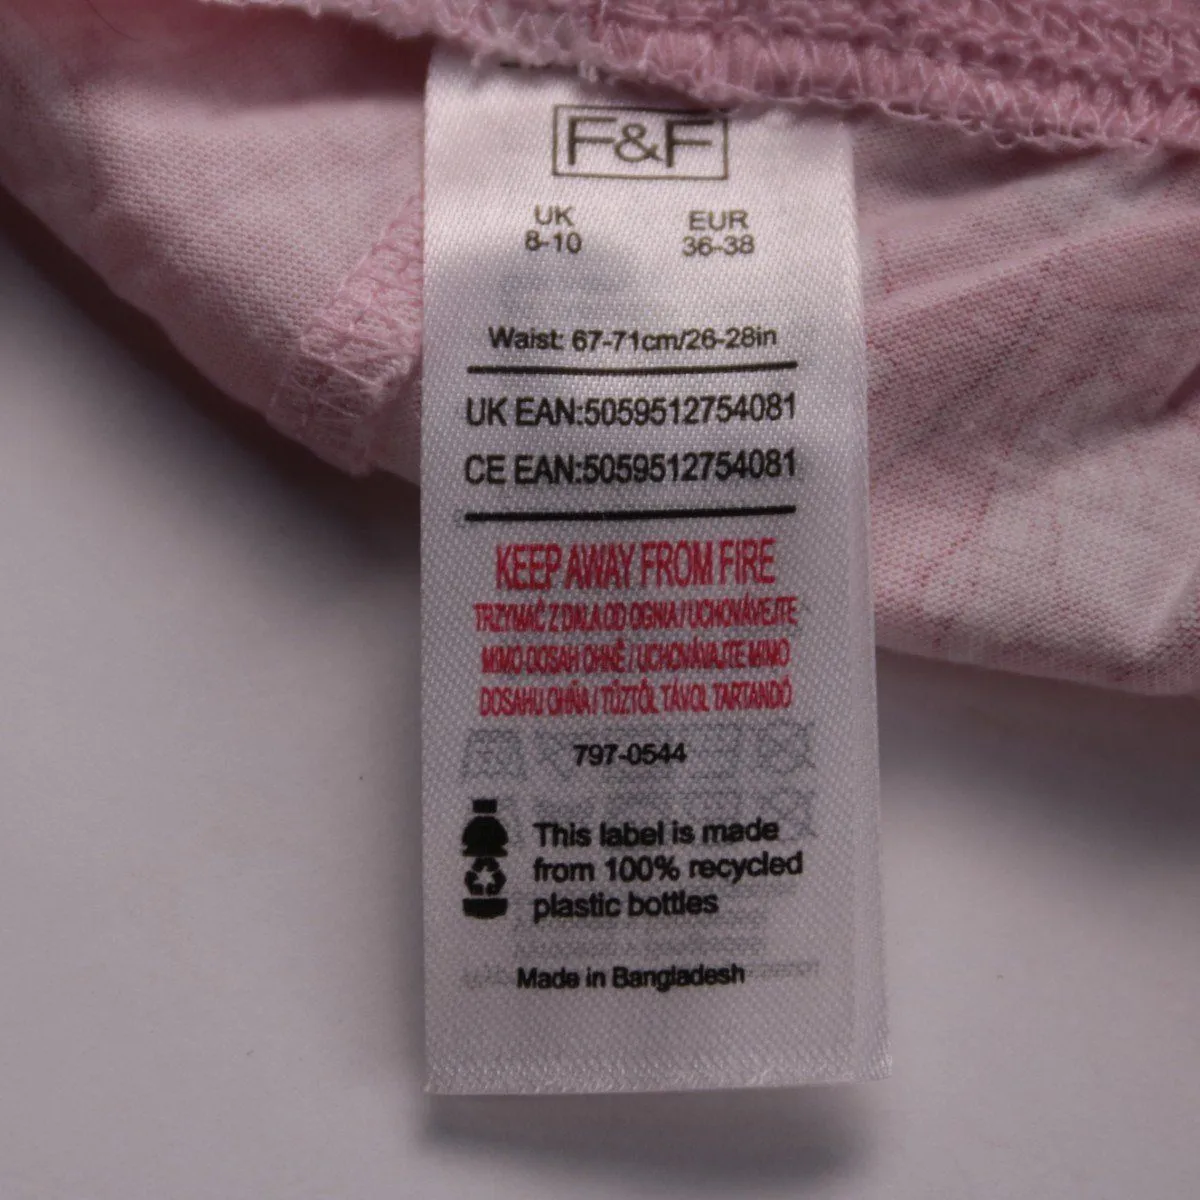 F&F
UK EUR
8-10 36-38
Waist: 67-71cm/26-28in
UK EAN:5059512754081
CE EAN:5059512754081
KEEP AWAY FROM FIRE
TRZYMAĆ Z DALA OD OGNIA / UCHOVÁVEJTE
MIMO DOSAH OHNĚ / UCHOVÁVAJTE MIMO
DOSAHU OHŇA / TŰZTŐL TÁVOL TARTANDÓ
797-0544
This label is made
from 100% recycled
plastic bottles
Made in Bangladesh